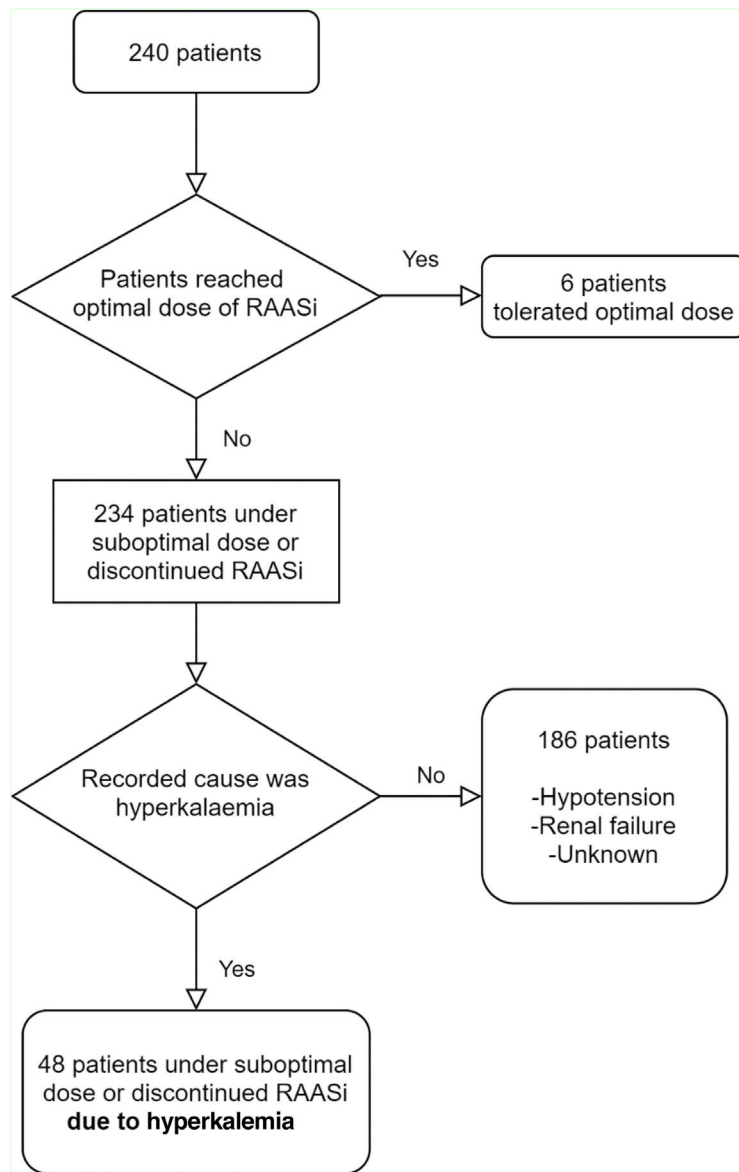 240 patients
Patients reached
optimal dose of RAASi
Yes
6 patients
tolerated optimal dose
No
234 patients under
suboptimal dose or
discontinued RAASi
Recorded cause was
hyperkalaemia
No
186 patients
-Hypotension
-Renal failure
-Unknown
Yes
48 patients under suboptimal
dose or discontinued RAASi
due to hyperkalemia